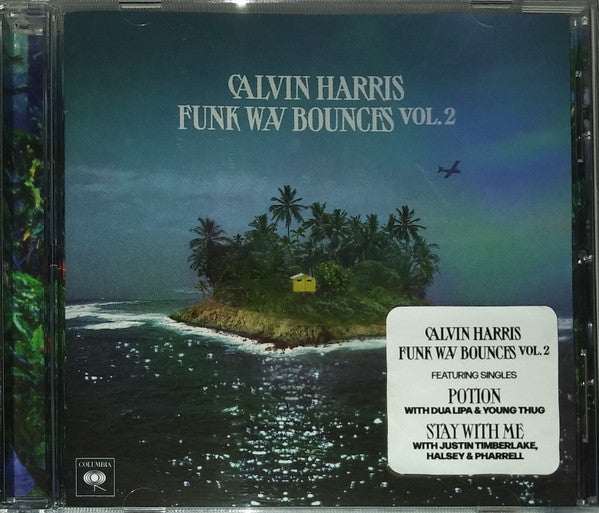 CALVIN HARRIS
FUNK WAV BOUNCES VOL. 2
CALVIN HARRIS
FUNK WAV BOUNCES VOL. 2
FEATURING SINGLES
POTION
WITH DUA LIPA & YOUNG THUG
STAY WITH ME
WITH JUSTIN TIMBERLAKE,
HALSEY & PHARRELL
COLUMBIA